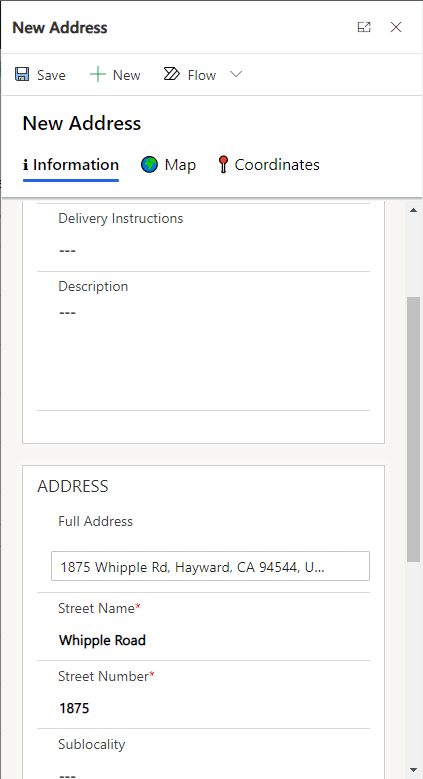 New Address
Save New Flow
New Address
Information Map Coordinates
Delivery Instructions
---
Description
---
ADDRESS
Full Address
1875 Whipple Rd, Hayward, CA 94544, U...
Street Name*
Whipple Road
Street Number*
1875
Sublocality
---